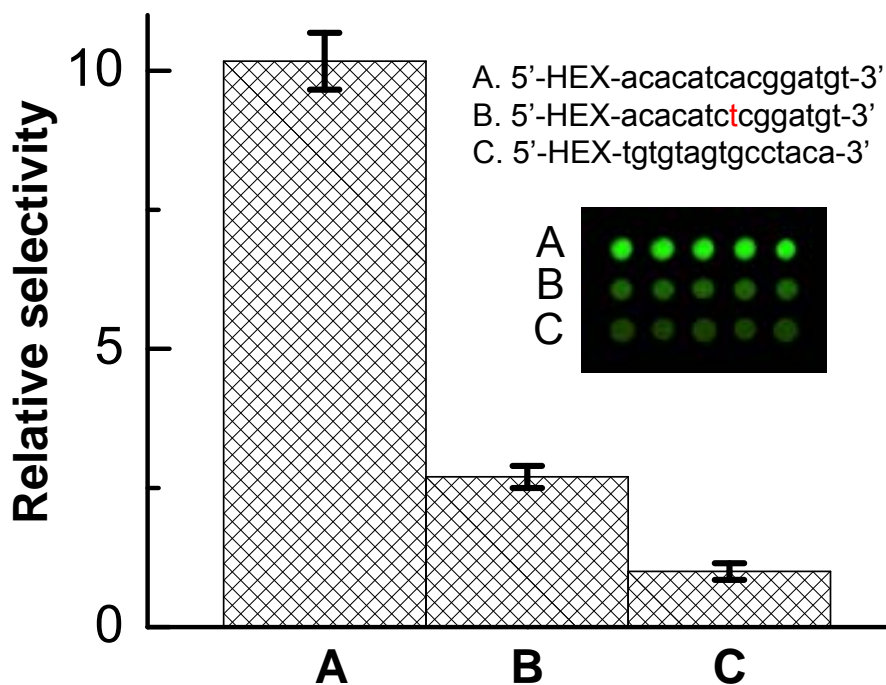 Relative selectivity
10
5
0
A. 5’-HEX-acacatcacggatgt-3’
B. 5’-HEX-acacatctcggatgt-3’
C. 5’-HEX-tgtgtagtgcctaca-3’
A
B
C
A B C